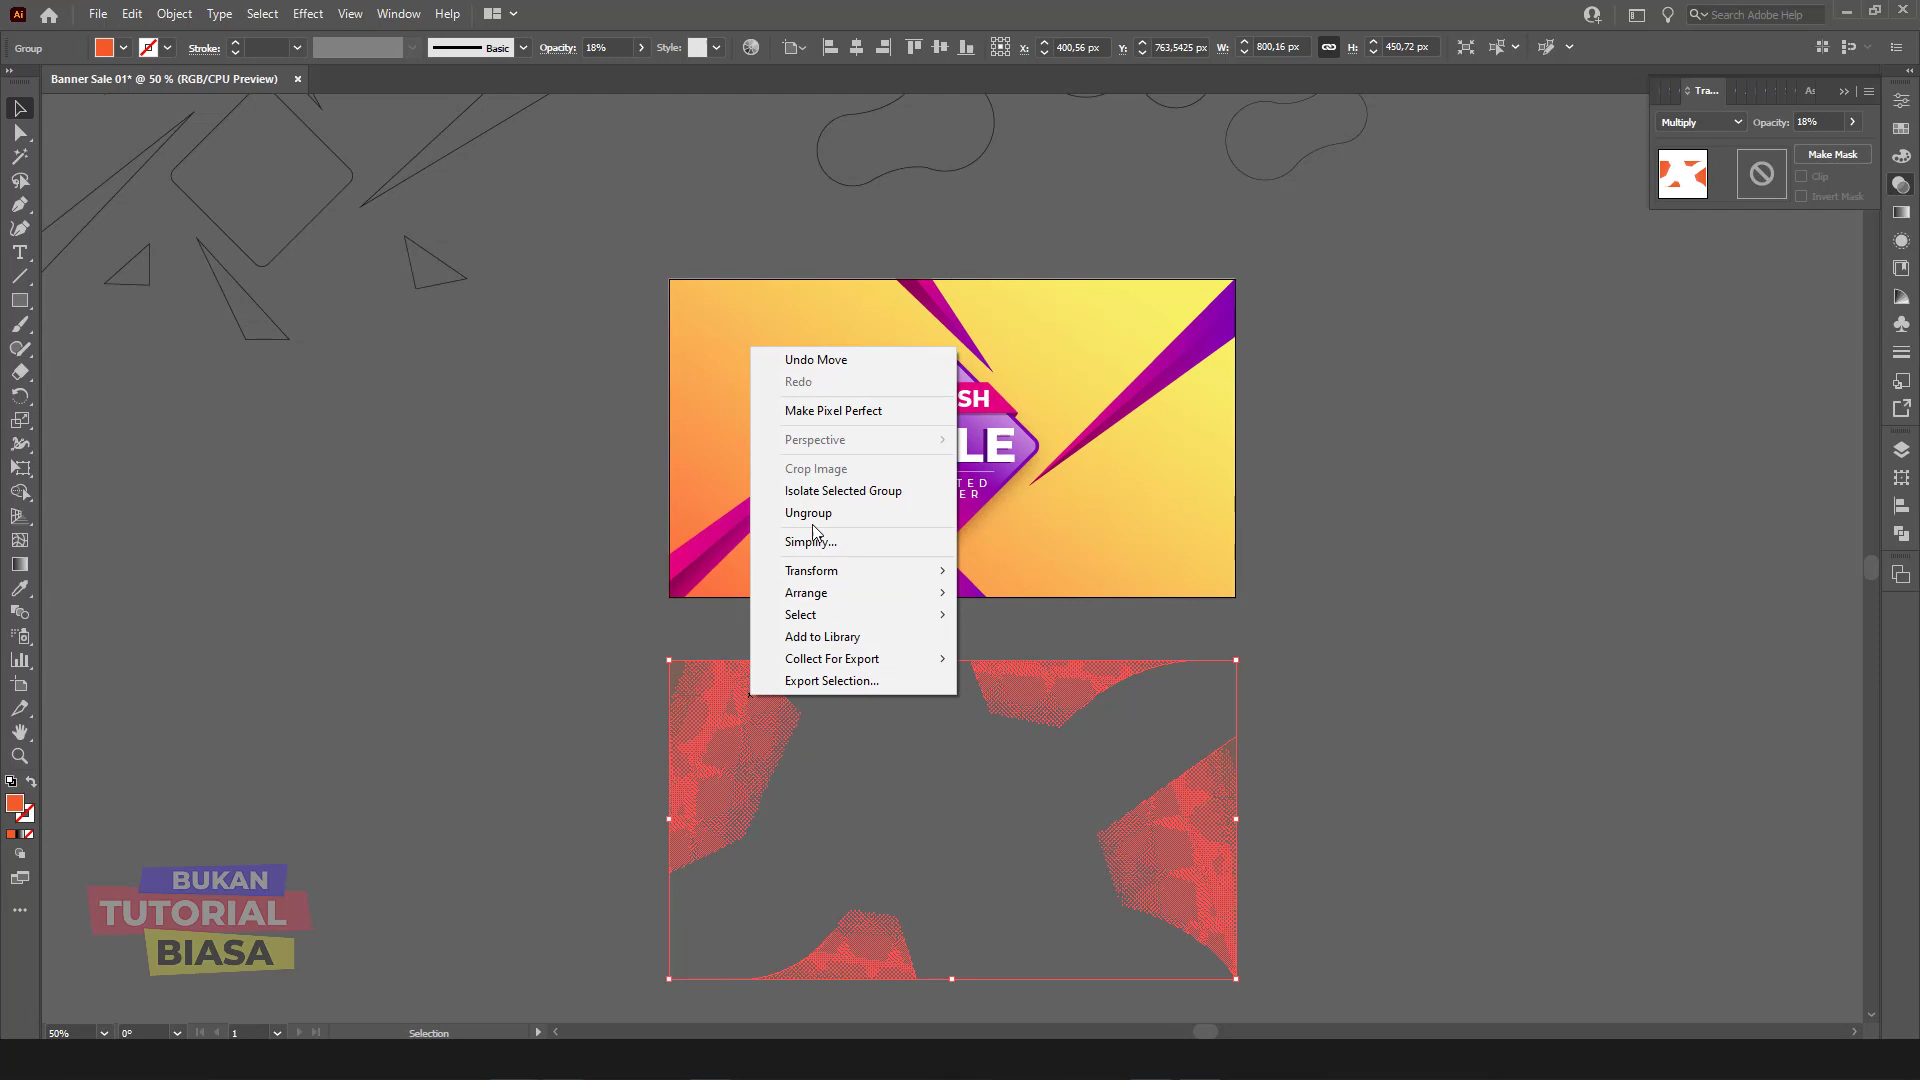 Ai File Edit Object Type Select Effect View Window Help Search Adobe Help
Group Stroke: Basic Opacity: 18% Style: X: 400,56 px Y: 763,5425 px W: 800,16 px H: 450,72 px
Banner Sale 01* @ 50 % (RGB/CPU Preview)
Tra... As
Multiply Opacity: 18%
Make Mask
Clip
Invert Mask
Undo Move
Redo
Make Pixel Perfect
Perspective
Crop Image
Isolate Selected Group
Ungroup
Simplify...
Transform
Arrange
Select
Add to Library
Collect For Export
Export Selection...
SH
LE
TED
ER
BUKAN
TUTORIAL
BIASA
50% 0° 1 Selection